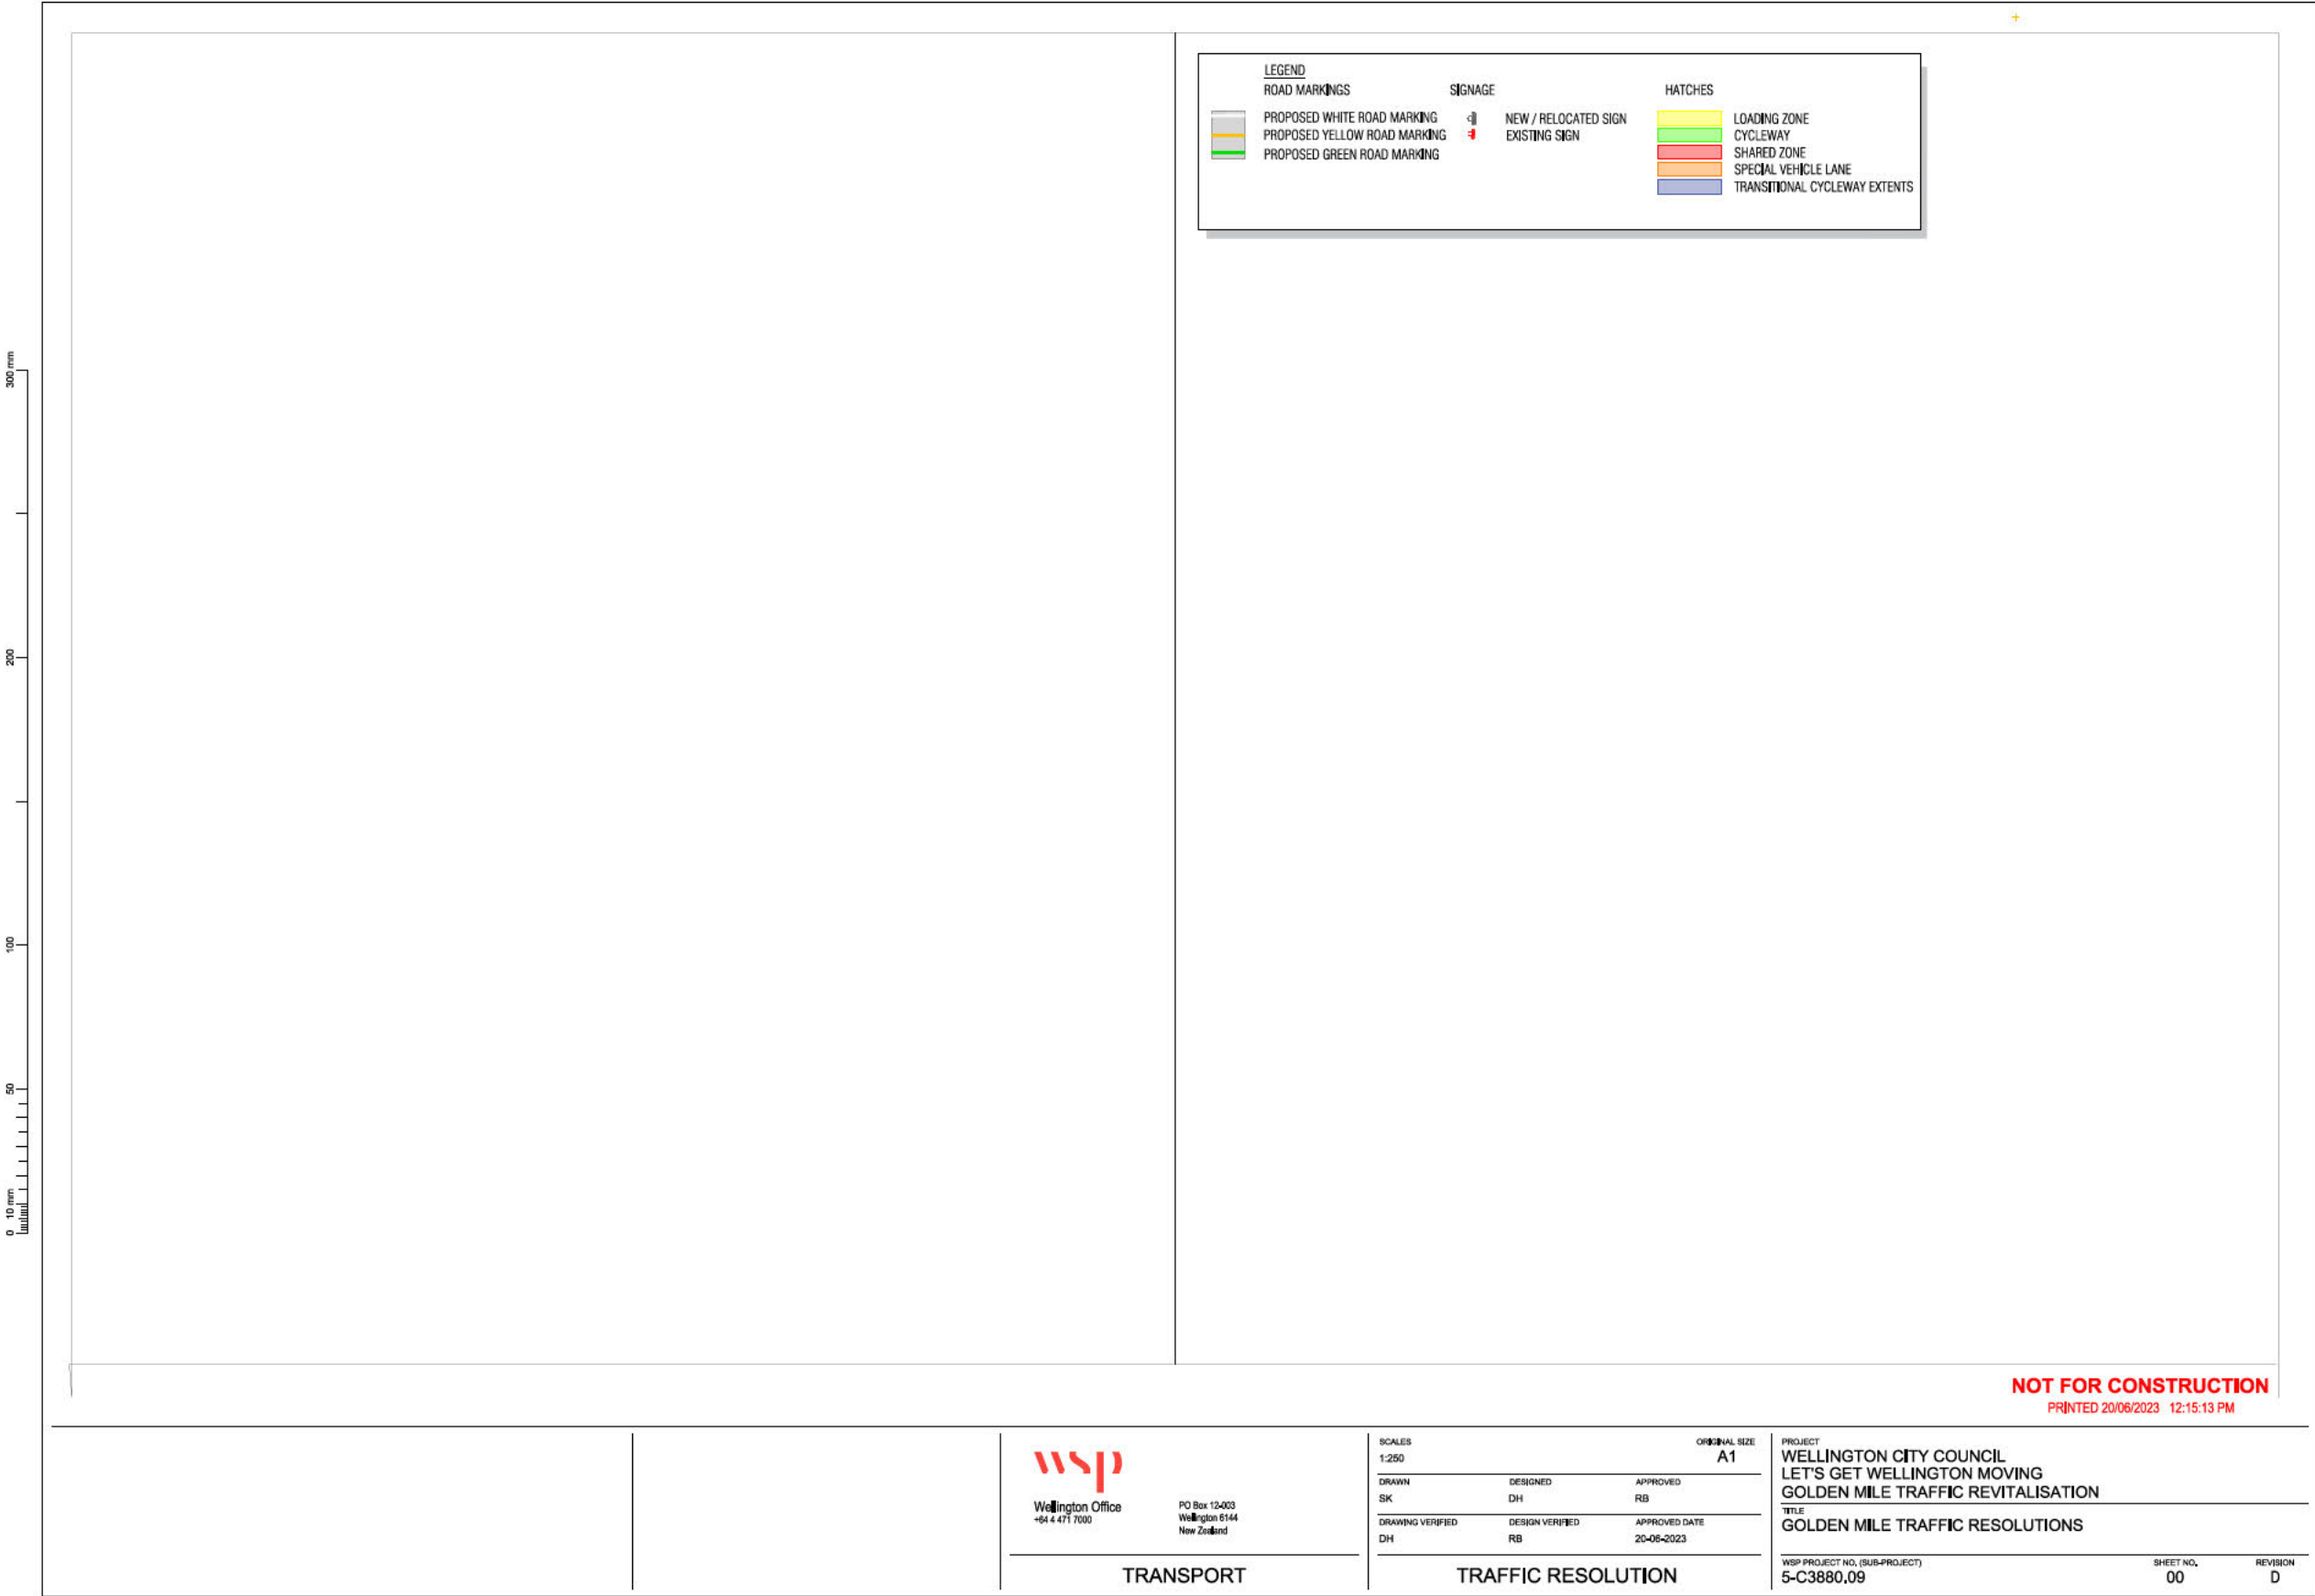 LEGEND
ROAD MARKINGS
PROPOSED WHITE ROAD MARKING
PROPOSED YELLOW ROAD MARKING
PROPOSED GREEN ROAD MARKING
SIGNAGE
NEW / RELOCATED SIGN
EXISTING SIGN
HATCHES
LOADING ZONE
CYCLEWAY
SHARED ZONE
SPECIAL VEHICLE LANE
TRANSITIONAL CYCLEWAY EXTENTS
300 mm
200
100
50
10 mm
0
NOT FOR CONSTRUCTION
PRINTED 20/06/2023 12:15:13 PM
wsp
Wellington Office
+64 4 471 7000
PO Box 12-003
Wellington 6144
New Zealand
TRANSPORT
SCALES
1:250
ORIGINAL SIZE
A1
DRAWN
SK
DESIGNED
DH
APPROVED
RB
DRAWING VERIFIED
DH
DESIGN VERIFIED
RB
APPROVED DATE
20-06-2023
TRAFFIC RESOLUTION
PROJECT
WELLINGTON CITY COUNCIL
LET'S GET WELLINGTON MOVING
GOLDEN MILE TRAFFIC REVITALISATION
TITLE
GOLDEN MILE TRAFFIC RESOLUTIONS
WSP PROJECT NO. (SUB-PROJECT)
5-C3880.09
SHEET NO.
00
REVISION
D